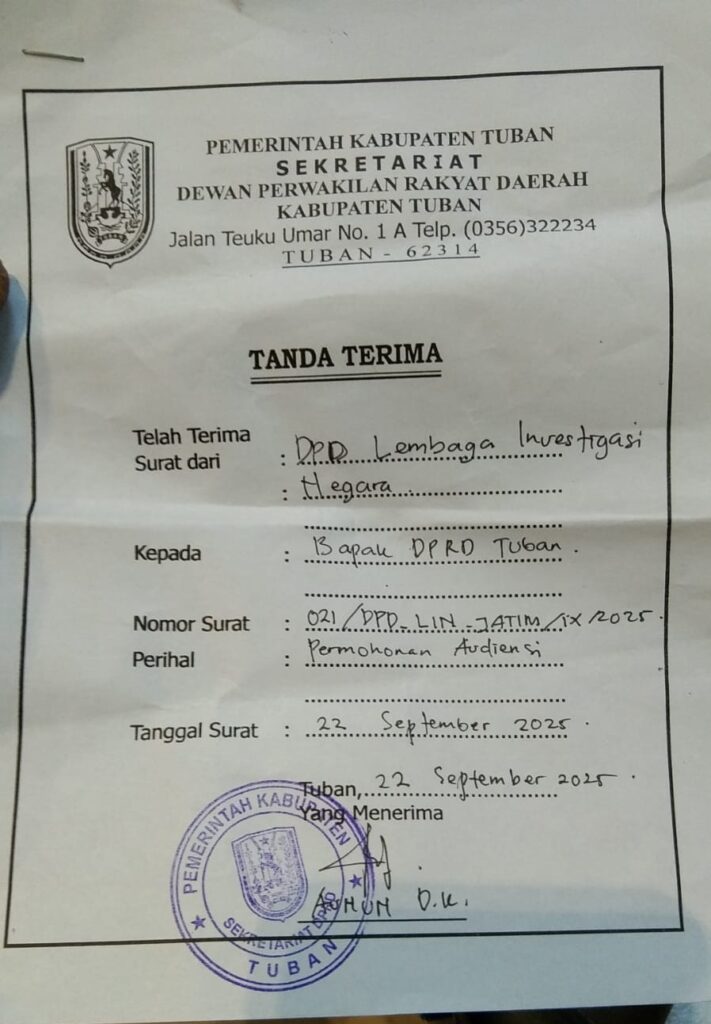 PEMERINTAH KABUPATEN TUBAN
SEKRETARIAT
DEWAN PERWAKILAN RAKYAT DAERAH
KABUPATEN TUBAN
Jalan Teuku Umar No. 1 A Telp. (0356)322234
TUBAN - 62314
TANDA TERIMA
Telah Terima
Surat dari : DPD Lembaga Investigasi
: Negara
Kepada : Bapak DPRD Tuban.
Nomor Surat : 021/DPD-LIN-JATIM/IX/2025.
Perihal : Permohonan Audiensi
Tanggal Surat : 22 September 2025.
Tuban, 22 September 2025.
Yang Menerima
D.K.
PEMERINTAH KABUPATEN
SEKRETARIAT DPRD
TUBAN